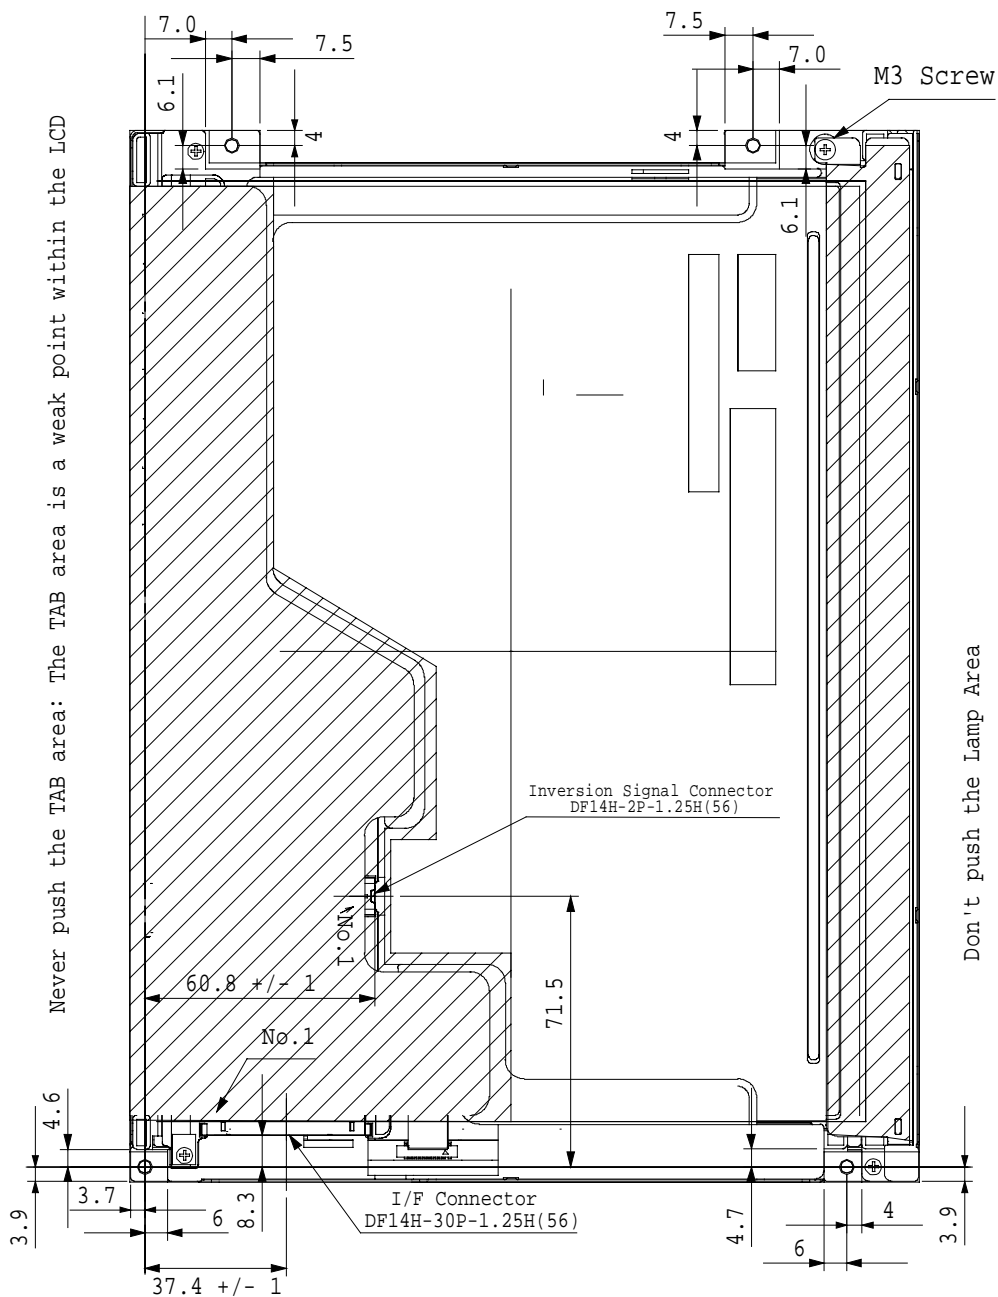 7.0
7.5
7.5
7.0
M3 Screw
6.1
4
4
6.1
Never push the TAB area: The TAB area is a weak point within the LCD
Don't push the Lamp Area
Inversion Signal Connector
DF14H-2P-1.25H(56)
No.1
60.8 +/- 1
71.5
No.1
4.6
3.7
3.9
6
8.3
I/F Connector
DF14H-30P-1.25H(56)
4.7
4
3.9
6
37.4 +/- 1